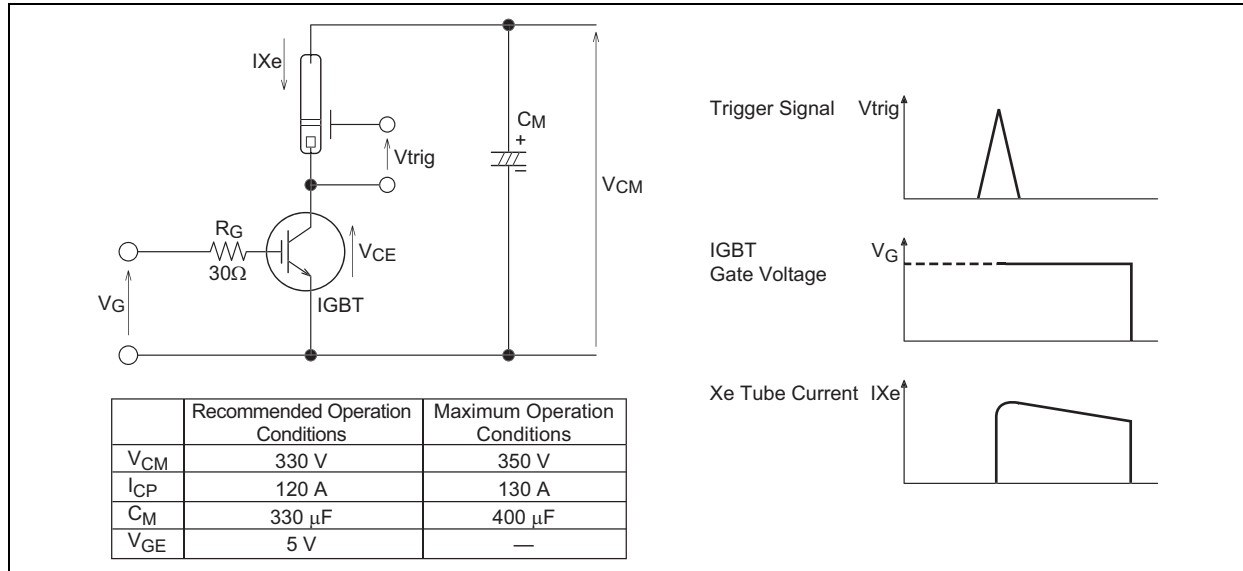 IXe
CM
+
–
Vtrig
VCM
RG
30Ω
VCE
VG
IGBT
Recommended Operation Conditions | Maximum Operation Conditions
VCM | 330 V | 350 V
ICP | 120 A | 130 A
CM | 330 μF | 400 μF
VGE | 5 V | —
Trigger Signal Vtrig
IGBT Gate Voltage VG
Xe Tube Current IXe